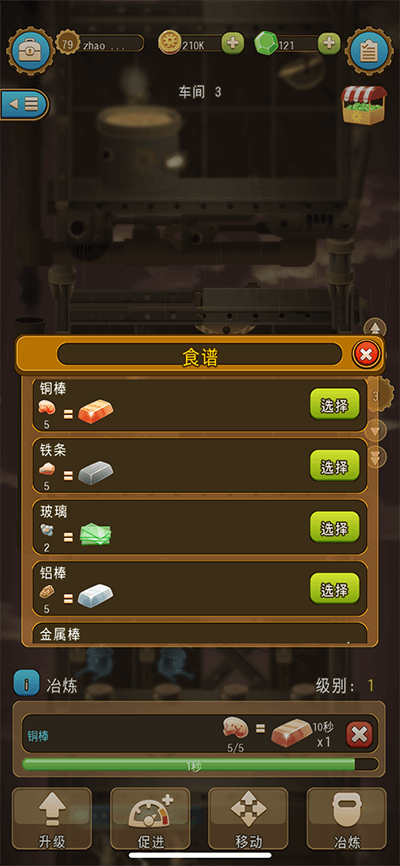 79 zhao ... 210K 121
车间 3
食谱
铜棒
5 = 选择
铁条
5 = 选择
3
玻璃
2 = 选择
铝棒
5 = 选择
金属棒
i 冶炼 级别: 1
铜棒 5/5 = 10秒 x1
1秒
升级 促进 移动 冶炼